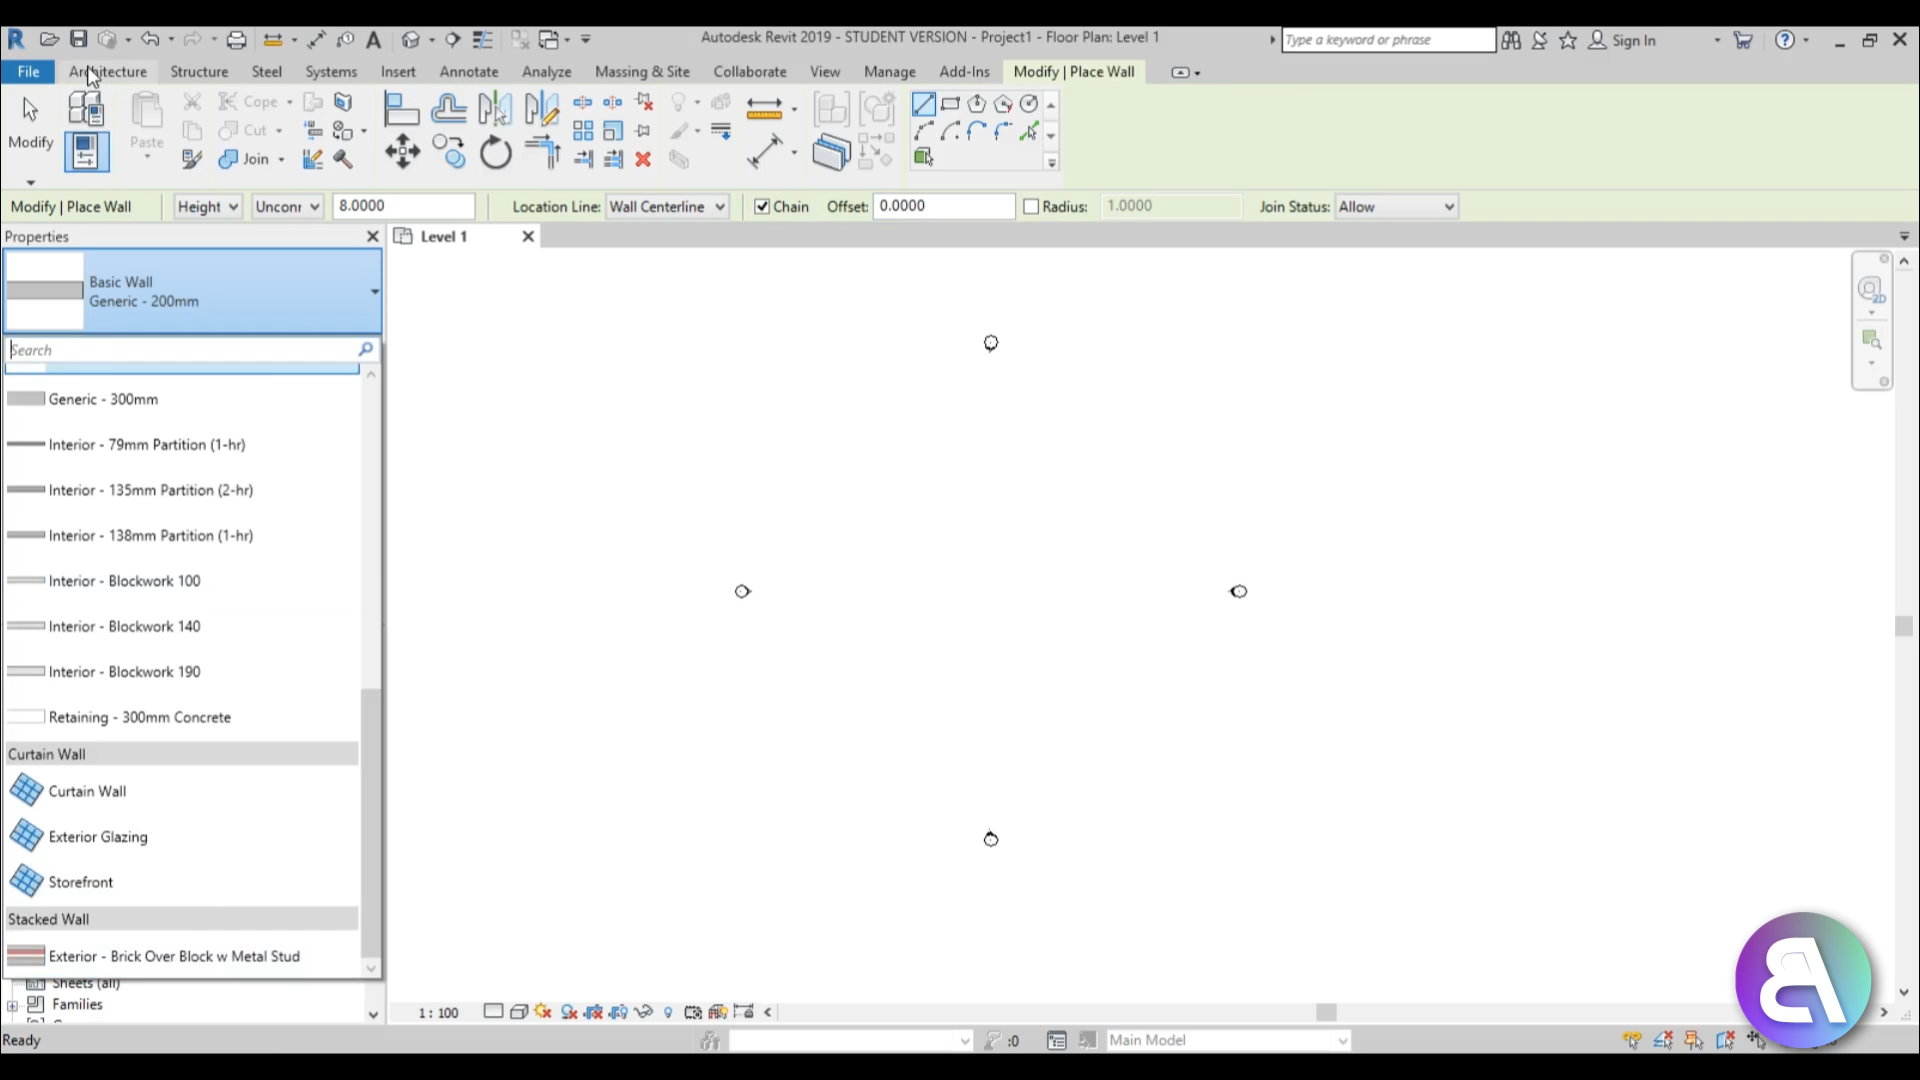 Autodesk Revit 2019 - STUDENT VERSION - Project1 - Floor Plan: Level 1
Type a keyword or phrase
Sign In
File Architecture Structure Steel Systems Insert Annotate Analyze Massing & Site Collaborate View Manage Add-Ins Modify | Place Wall
Modify
Paste
Cope
Cut
Join
Modify | Place Wall Height Unconr 8.0000 Location Line: Wall Centerline Chain Offset: 0.0000 Radius: 1.0000 Join Status: Allow
Properties
Level 1
Basic Wall
Generic - 200mm
Search
2D
Generic - 300mm
Interior - 79mm Partition (1-hr)
Interior - 135mm Partition (2-hr)
Interior - 138mm Partition (1-hr)
Interior - Blockwork 100
Interior - Blockwork 140
Interior - Blockwork 190
Retaining - 300mm Concrete
Curtain Wall
Curtain Wall
Exterior Glazing
Storefront
Stacked Wall
Exterior - Brick Over Block w Metal Stud
Sheets (all)
Families
1 : 100
Ready
:0
Main Model